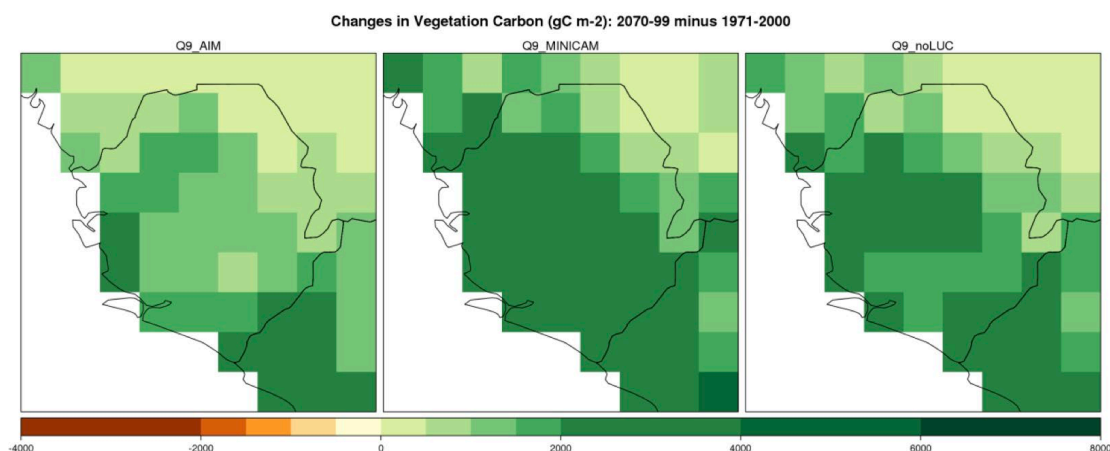 Changes in Vegetation Carbon (gC m-2): 2070-99 minus 1971-2000
Q9_AIM Q9_MINICAM Q9_noLUC
-4000 -2000 0 2000 4000 6000 8000